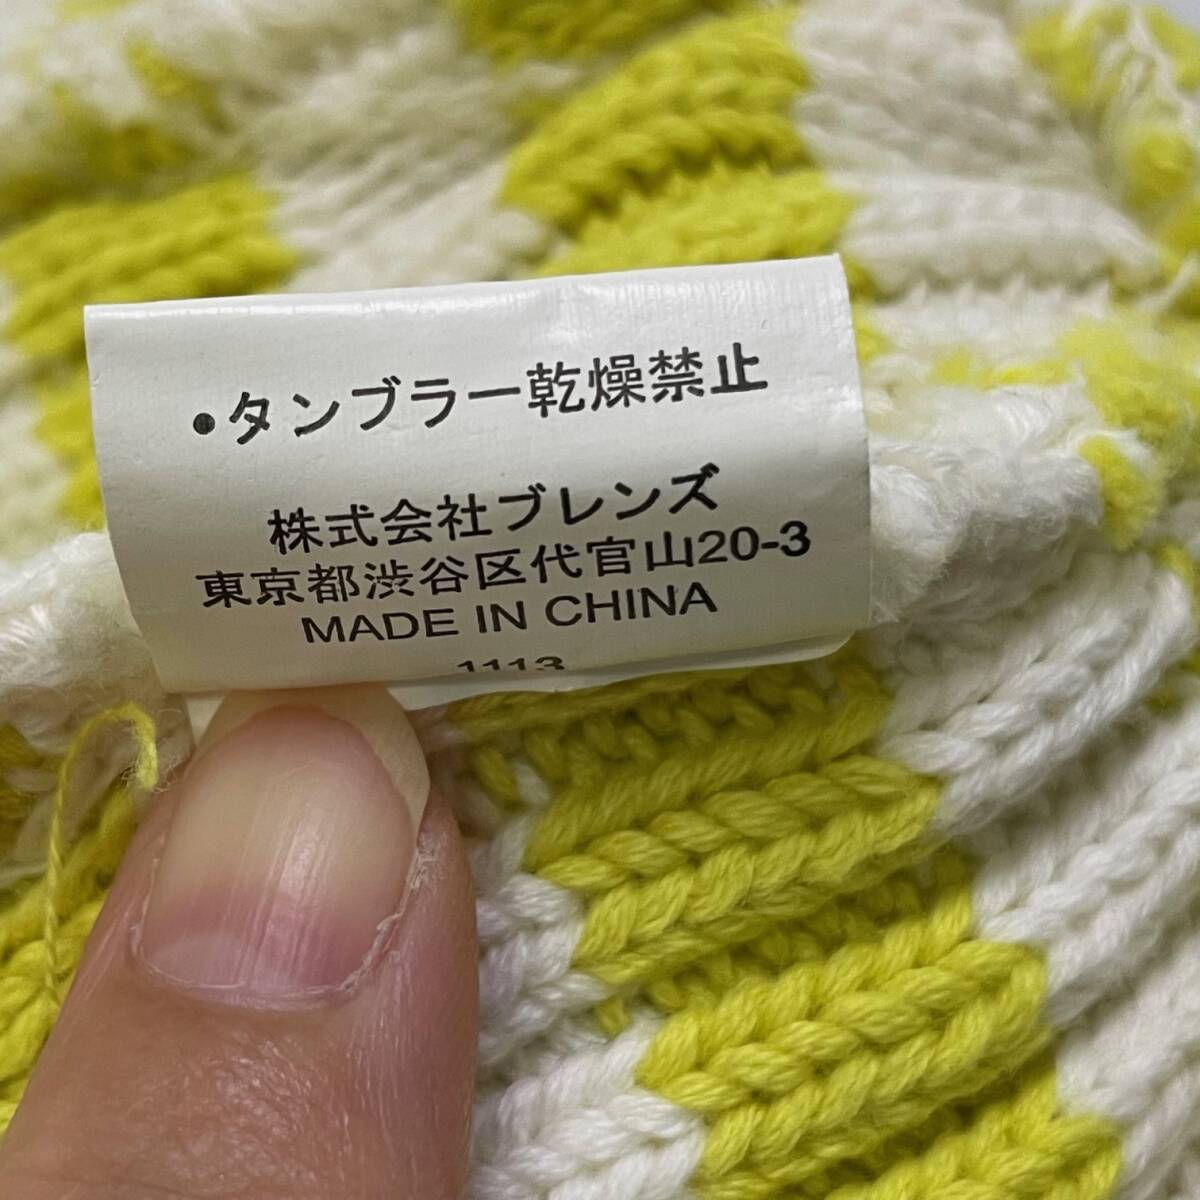 •タンブラー乾燥禁止
株式会社ブレンズ
東京都渋谷区代官山20-3
MADE IN CHINA
1113